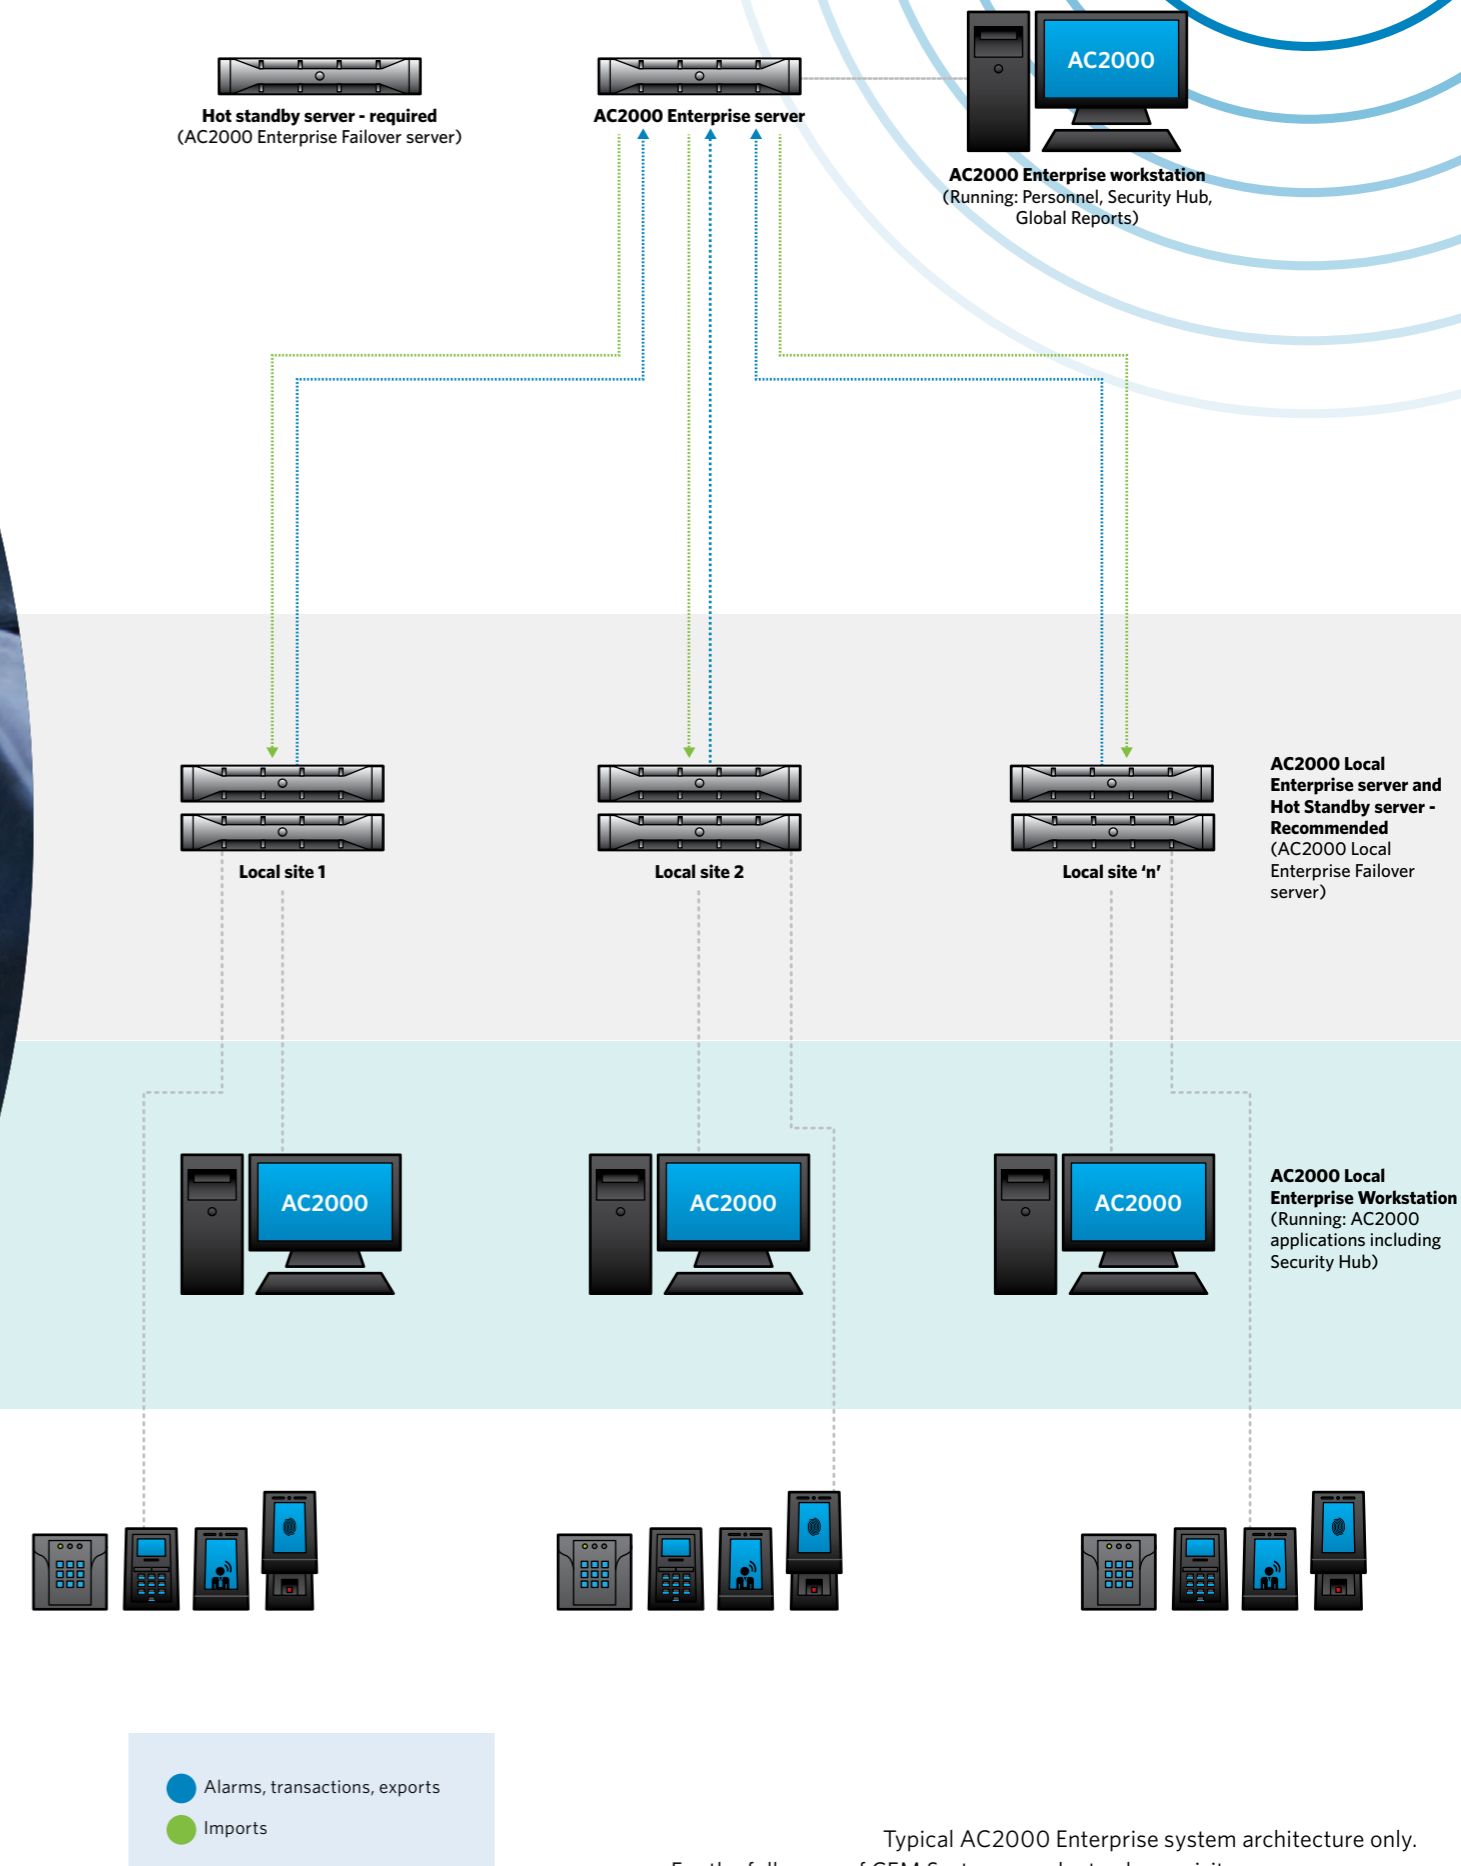 AC2000
Hot standby server - required
(AC2000 Enterprise Failover server)
AC2000 Enterprise server
AC2000 Enterprise workstation
(Running: Personnel, Security Hub,
Global Reports)
AC2000 Local
Enterprise server and
Hot Standby server -
Recommended
(AC2000 Local
Enterprise Failover
server)
Local site 1
Local site 2
Local site ‘n’
AC2000
AC2000
AC2000
AC2000 Local
Enterprise Workstation
(Running: AC2000
applications including
Security Hub)
Alarms, transactions, exports
Imports
Typical AC2000 Enterprise system architecture only.